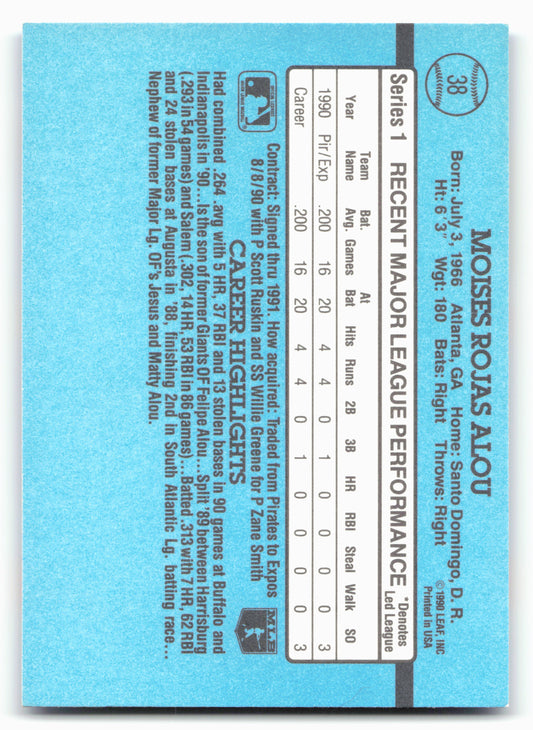 38
MOISES ROJAS ALOU
Born: July 3, 1966 Atlanta, GA Home: Santo Domingo, D. R.
Ht: 6'3" Wgt: 180 Bats: Right Throws: Right
©1990 LEAF, INC
Printed in USA
Series 1 RECENT MAJOR LEAGUE PERFORMANCE *Denotes Led League
Year Team Name Bat. Avg. Games At Bat Hits Runs 2B 3B HR RBI Steal Walk SO
1990 Pir/Exp .200 16 20 4 4 0 1 0 0 0 0 3
Career .200 16 20 4 4 0 1 0 0 0 0 3
Contract: Signed thru 1991. How acquired: Traded from Pirates to Expos
8/8/90 with P Scott Ruskin and SS Willie Greene for P Zane Smith
MLB
CAREER HIGHLIGHTS
Had combined .264 avg with 5 HR, 37 RBI and 13 stolen bases in 90 games at Buffalo and
Indianapolis in '90...Is the son of former Giants OF Felipe Alou...Split '89 between Harrisburg
(.293 in 54 games) and Salem (.302, 14 HR, 53 RBI in 86 games)...Batted .313 with 7 HR, 62 RBI
and 24 stolen bases at Augusta in '88, finishing 2nd in South Atlantic Lg. batting race...
Nephew of former Major Lg. OF's Jesus and Matty Alou.